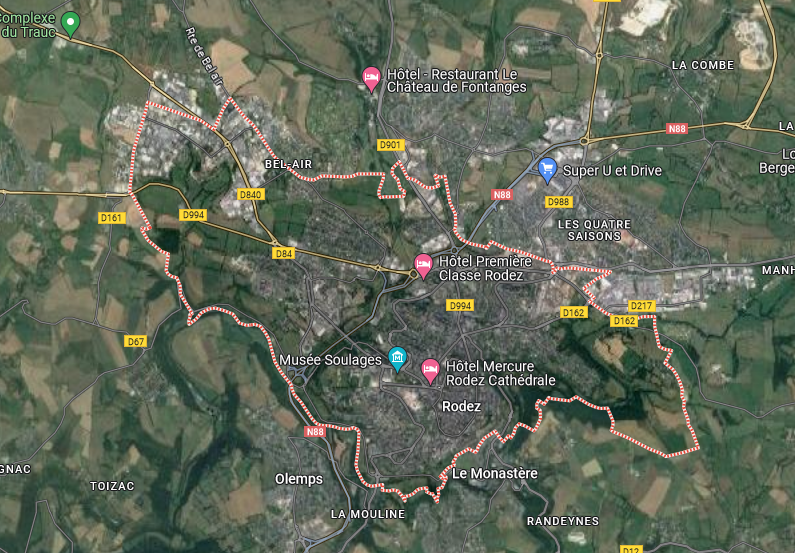 Complexe
du Trauc
Rte de Bel air
Hôtel - Restaurant Le
Château de Fontanges
LA COMBE
N88
LA
D901
Lo
Berge
BEL-AIR
Super U et Drive
D840
N88
D988
D161
D994
LES QUATRE
SAISONS
D84
Hôtel Première
Classe Rodez
MANH
D994
D162
D217
D162
D67
Musée Soulages
Hôtel Mercure
Rodez Cathédrale
Rodez
N88
GNAC
Olemps
Le Monastère
TOIZAC
LA MOULINE
RANDEYNES
D12